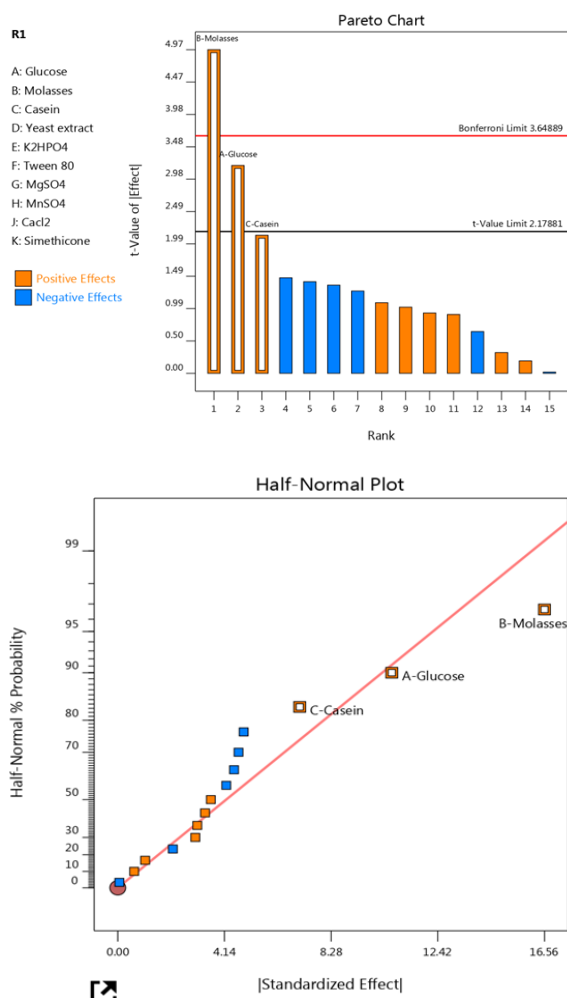 Pareto Chart
R1
A: Glucose
B: Molasses
C: Casein
D: Yeast extract
E: K2HPO4
F: Tween 80
G: MgSO4
H: MnSO4
J: Cacl2
K: Simethicone
Positive Effects
Negative Effects
t-Value of |Effect|
4.97
4.47
3.98
3.48
2.98
2.49
1.99
1.49
0.99
0.50
0.00
B-Molasses
A-Glucose
C-Casein
Bonferroni Limit 3.64889
t-Value Limit 2.17881
1 2 3 4 5 6 7 8 9 10 11 12 13 14 15
Rank
Half-Normal Plot
Half-Normal % Probability
99
95
90
80
70
50
30
20
10
0
B-Molasses
A-Glucose
C-Casein
0.00 4.14 8.28 12.42 16.56
|Standardized Effect|